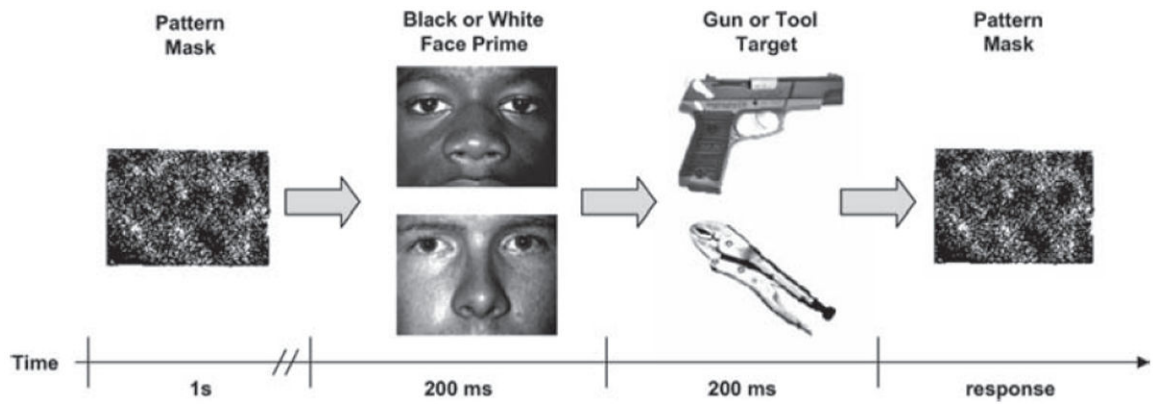 Pattern
Mask
Black or White
Face Prime
Gun or Tool
Target
Pattern
Mask
Time
1s
200 ms
200 ms
response